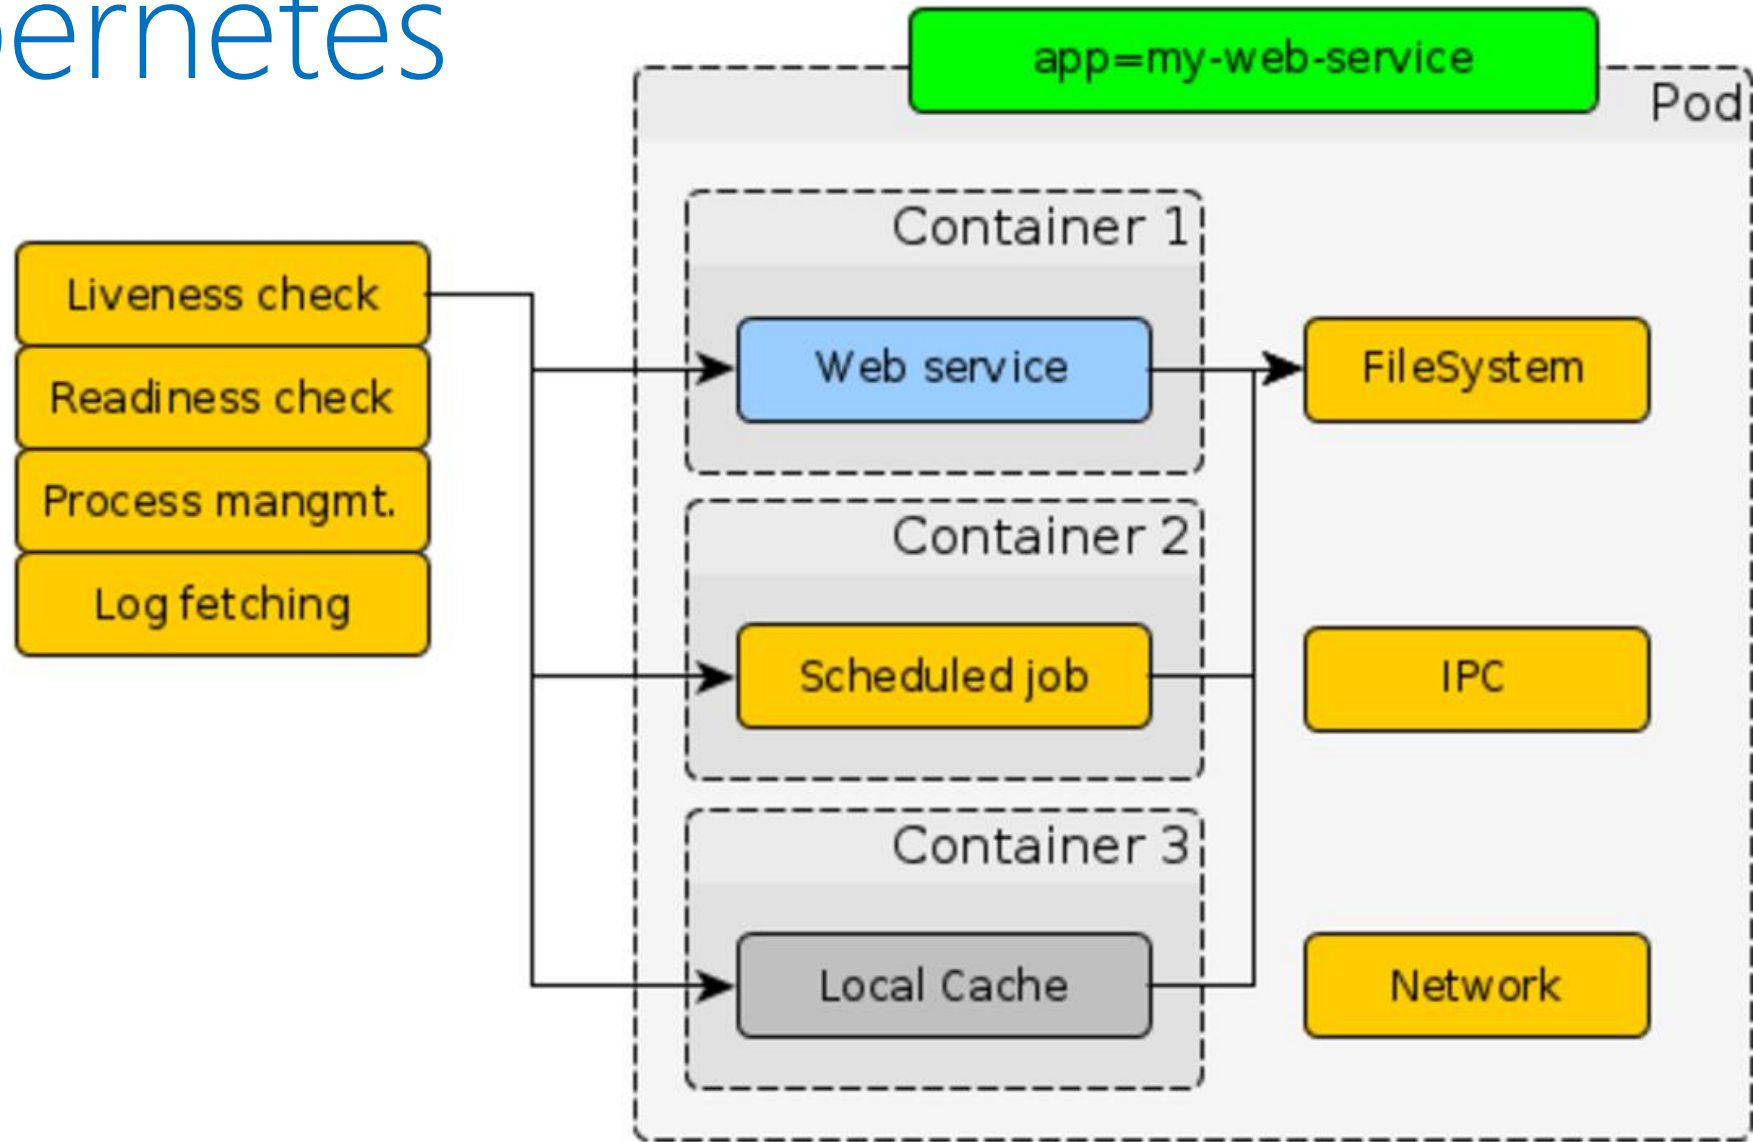 ernetes
app=my-web-service
Pod
Liveness check
Readiness check
Process mangmt.
Log fetching
Container 1
Web service
Container 2
Scheduled job
Container 3
Local Cache
FileSystem
IPC
Network